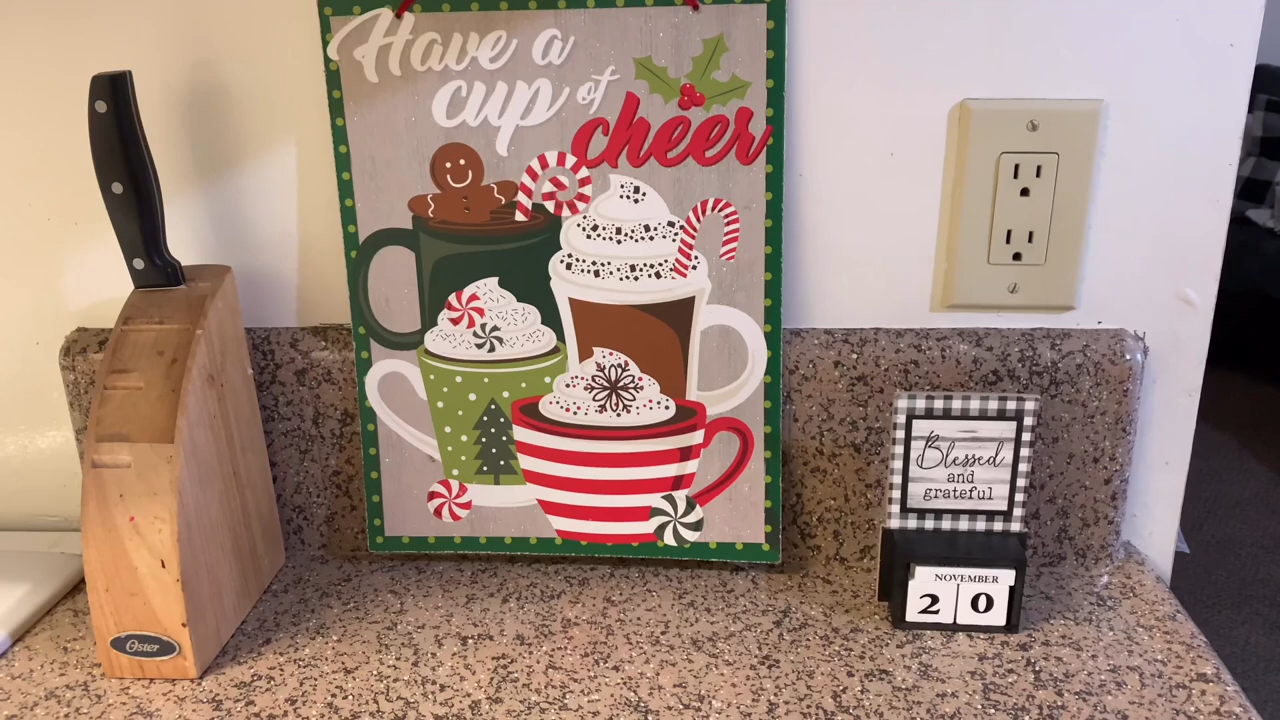 Have a
cup of
cheer
Blessed
and
grateful
NOVEMBER
20
Oster